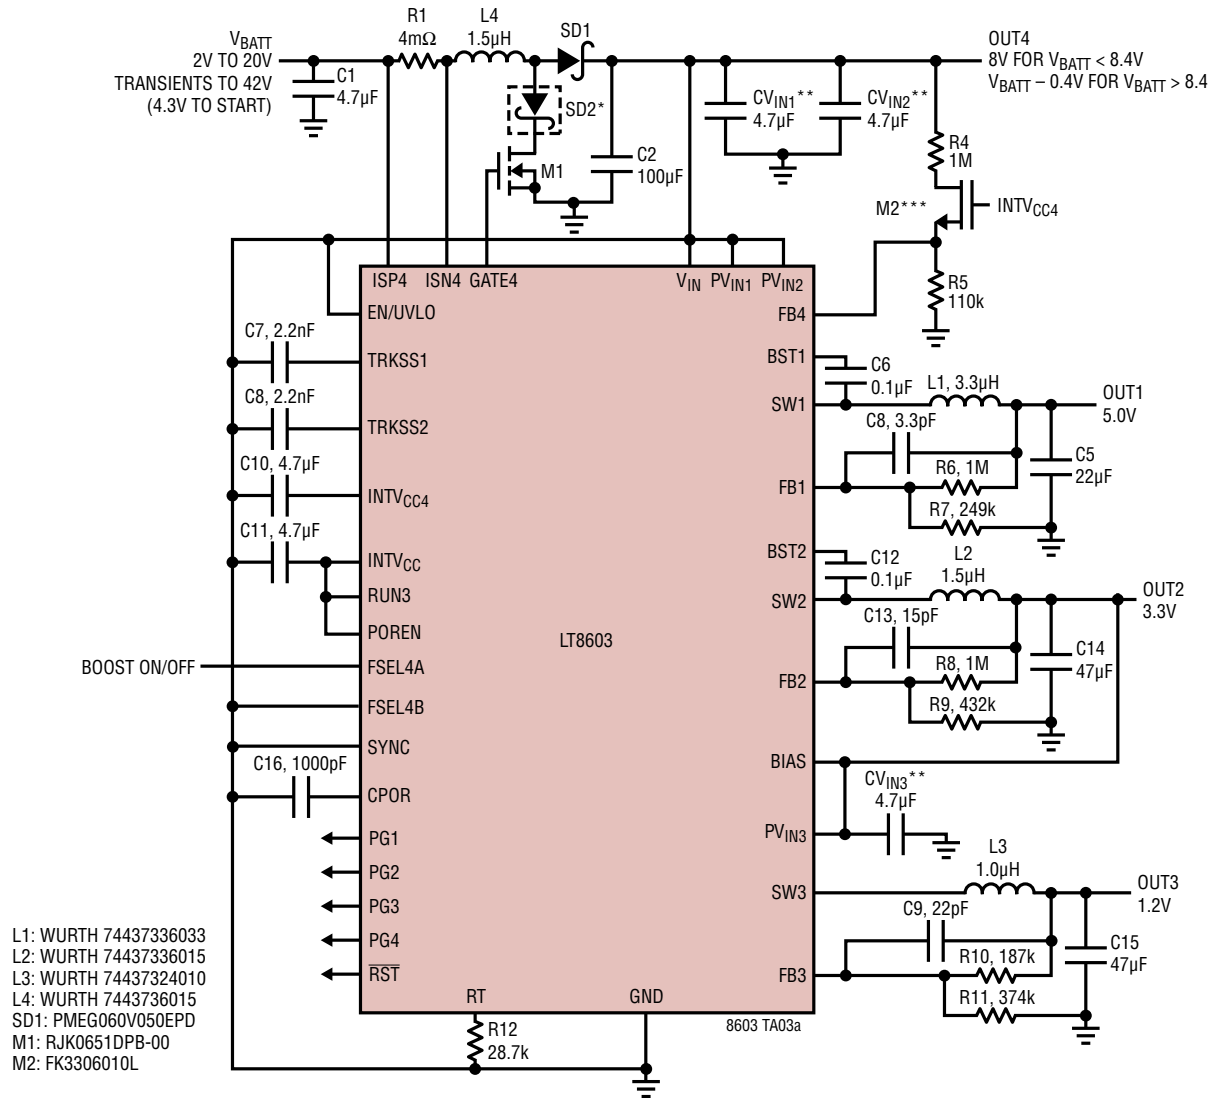 R1
4mΩ
L4
1.5µH
SD1
V_BATT
2V TO 20V
TRANSIENTS TO 42V
(4.3V TO START)
C1
4.7µF
SD2*
M1
C2
100µF
CV_IN1**
4.7µF
CV_IN2**
4.7µF
OUT4
8V FOR V_BATT < 8.4V
V_BATT – 0.4V FOR V_BATT > 8.4
R4
1M
M2***
INTV_CC4
R5
110k
ISP4
ISN4
GATE4
V_IN
PV_IN1
PV_IN2
EN/UVLO
FB4
C7, 2.2nF
TRKSS1
BST1
C6
0.1µF
C8, 2.2nF
TRKSS2
SW1
L1, 3.3µH
OUT1
5.0V
C8, 3.3pF
C10, 4.7µF
INTV_CC4
FB1
R6, 1M
R7, 249k
C5
22µF
C11, 4.7µF
INTV_CC
RUN3
POREN
BST2
C12
0.1µF
L2
1.5µH
SW2
OUT2
3.3V
C13, 15pF
LT8603
BOOST ON/OFF
FSEL4A
FSEL4B
SYNC
FB2
R8, 1M
R9, 432k
C14
47µF
C16, 1000pF
CPOR
BIAS
CV_IN3**
4.7µF
PV_IN3
PG1
PG2
PG3
PG4
RST
SW3
L3
1.0µH
OUT3
1.2V
C9, 22pF
FB3
R10, 187k
R11, 374k
C15
47µF
RT
GND
8603 TA03a
R12
28.7k
L1: WURTH 74437336033
L2: WURTH 74437336015
L3: WURTH 74437324010
L4: WURTH 7443736015
SD1: PMEG060V050EPD
M1: RJK0651DPB-00
M2: FK3306010L